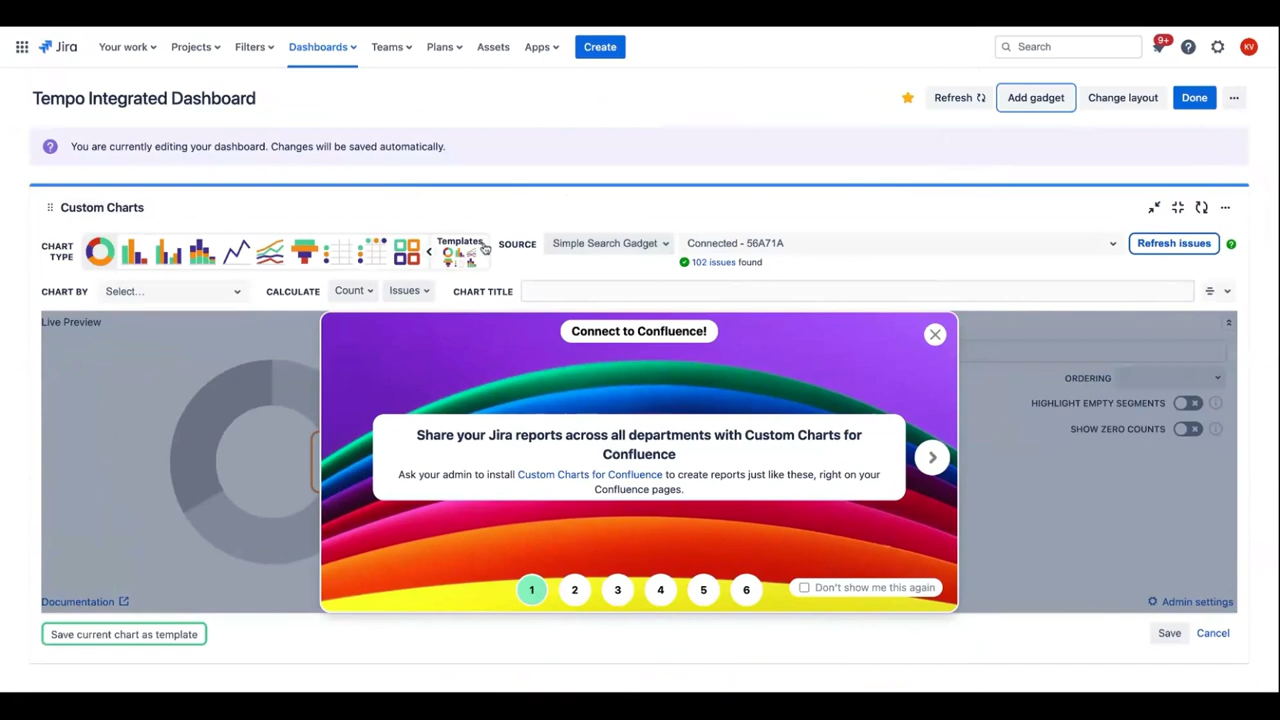 Jira
Your work
Projects
Filters
Dashboards
Teams
Plans
Assets
Apps
Create
Search
9+
KV
Tempo Integrated Dashboard
Refresh
Add gadget
Change layout
Done
You are currently editing your dashboard. Changes will be saved automatically.
Custom Charts
CHART TYPE
Templates
SOURCE
Simple Search Gadget
Connected - 56A71A
102 issues found
Refresh issues
CHART BY
Select...
CALCULATE
Count
Issues
CHART TITLE
Live Preview
Connect to Confluence!
Share your Jira reports across all departments with Custom Charts for
Confluence
Ask your admin to install Custom Charts for Confluence to create reports just like these, right on your
Confluence pages.
1 2 3 4 5 6
Don't show me this again
ORDERING
HIGHLIGHT EMPTY SEGMENTS
SHOW ZERO COUNTS
Documentation
Admin settings
Save current chart as template
Save
Cancel